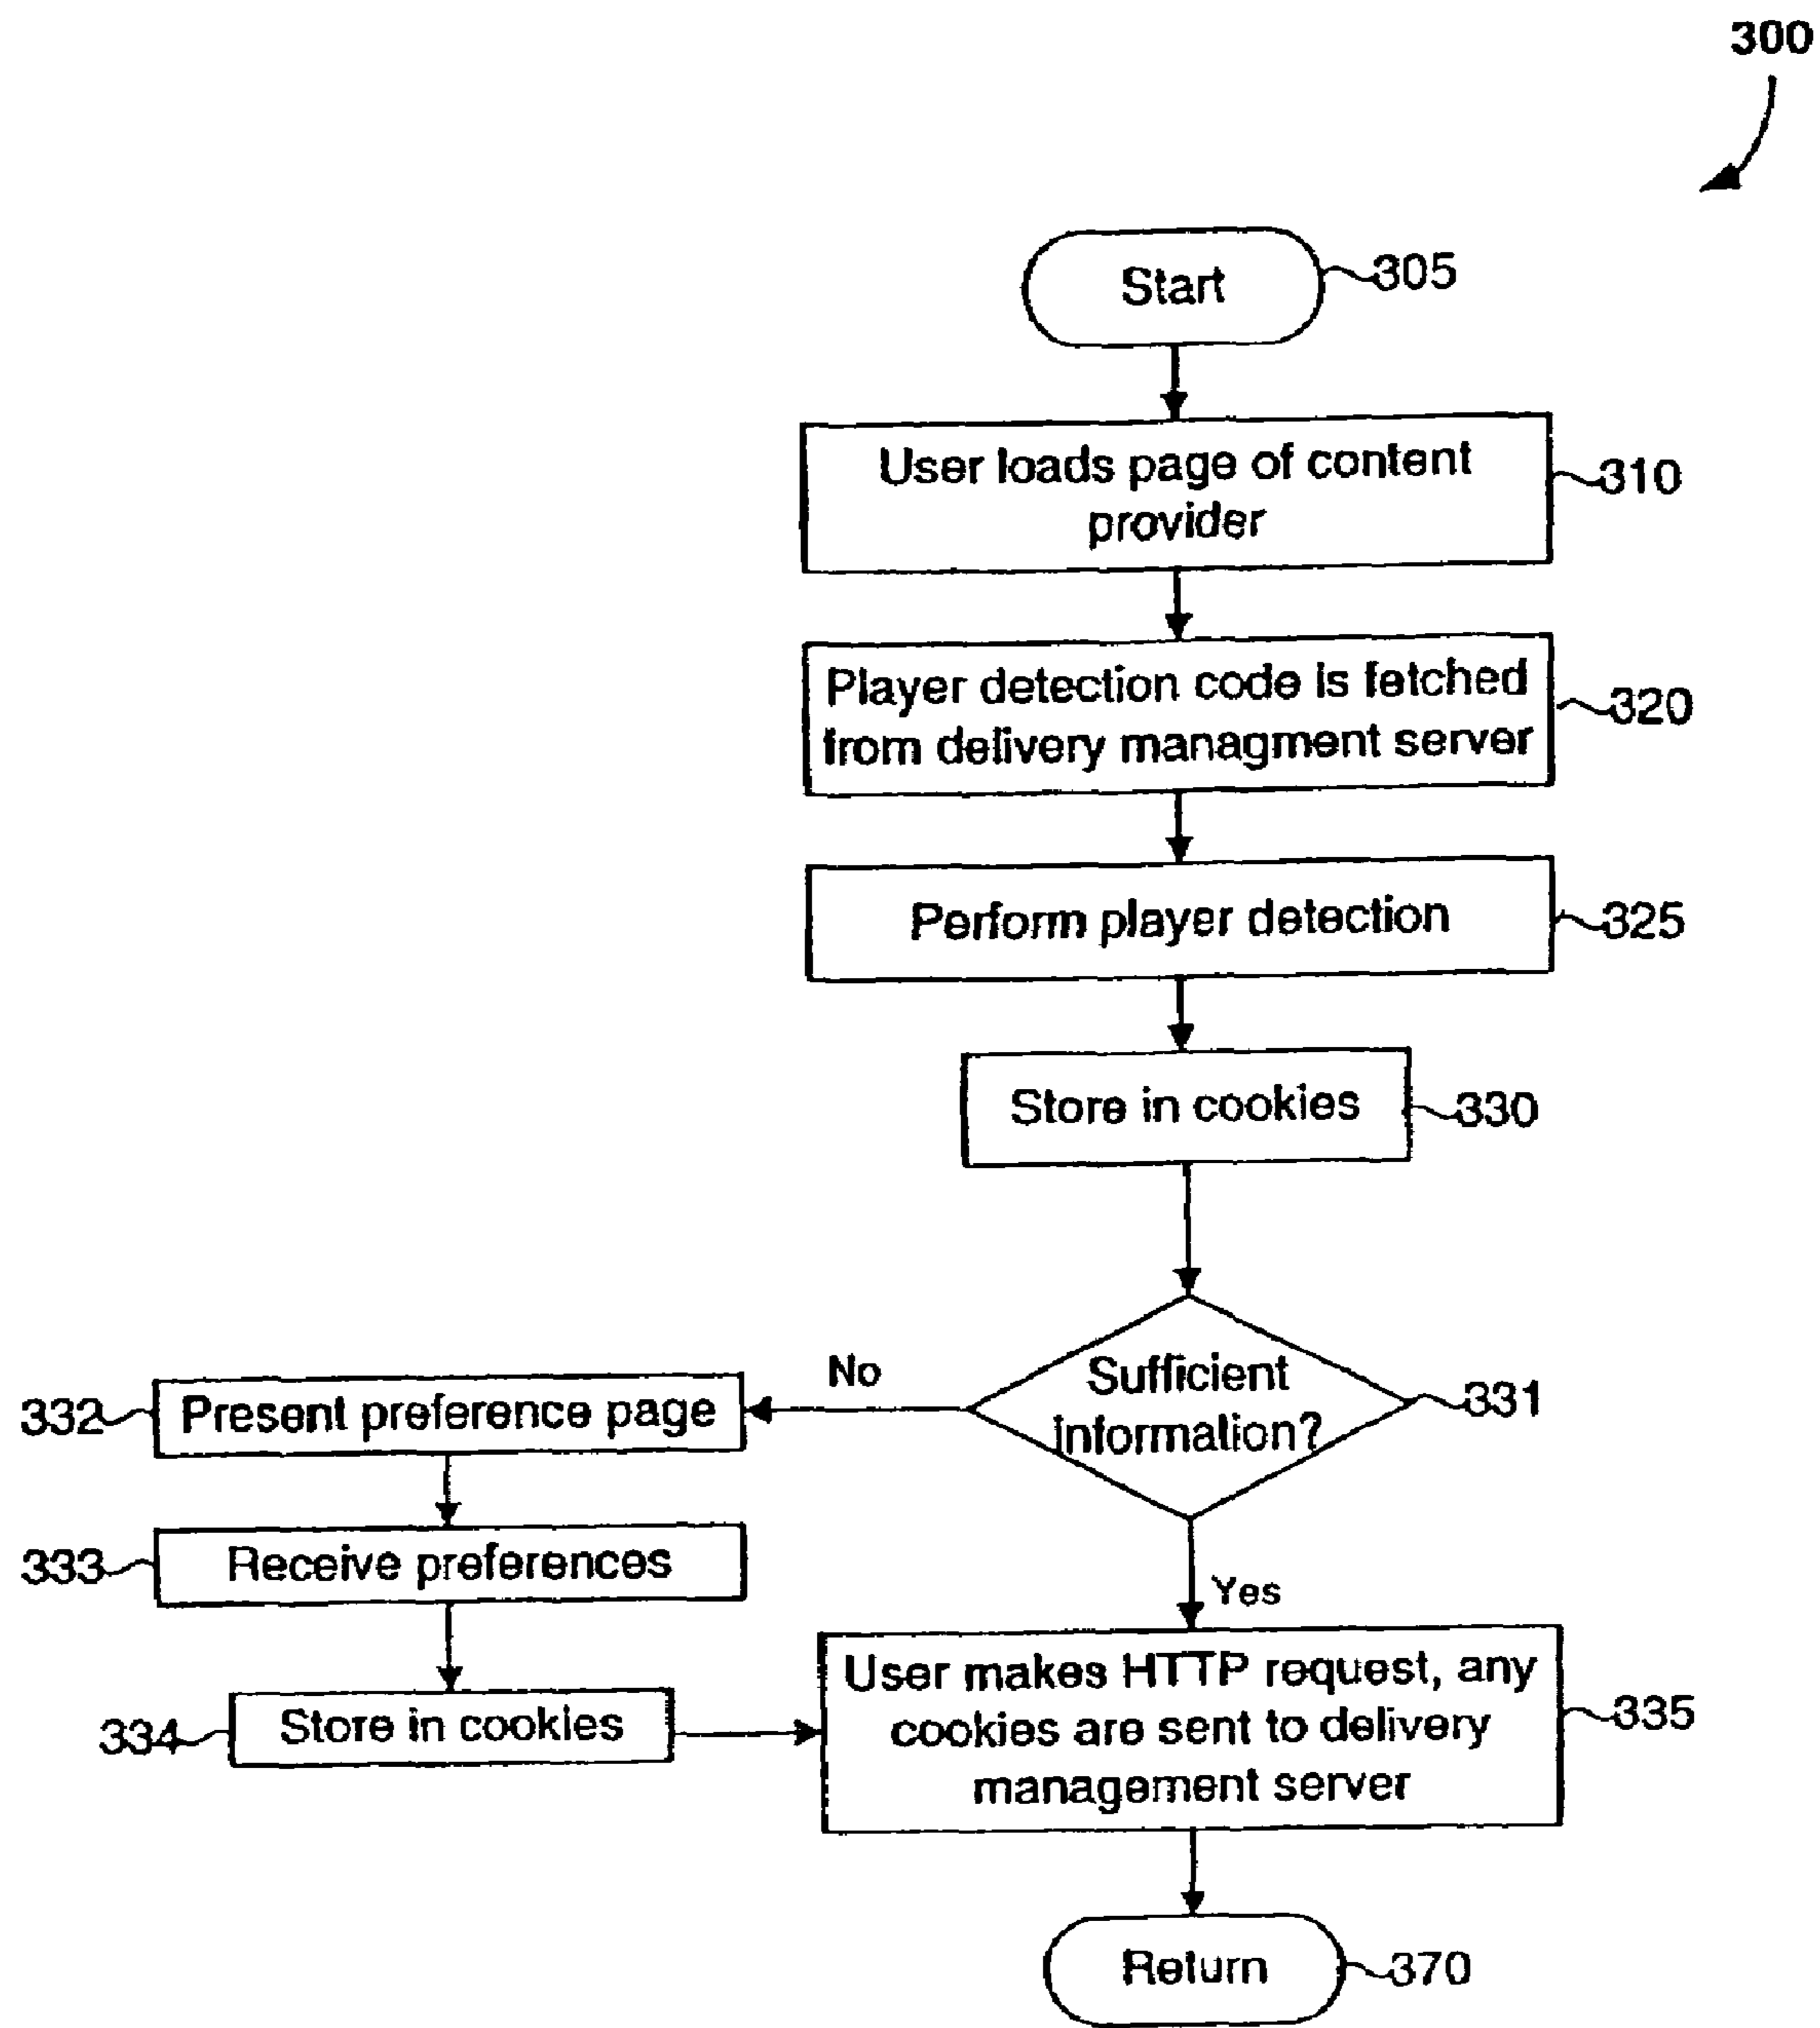 300
Start
305
User loads page of content
provider
310
Player detection code is fetched
from delivery managment server
320
Perform player detection
325
Store in cookies
330
Sufficient
information?
331
No
Present preference page
332
Receive preferences
333
Store in cookies
334
Yes
User makes HTTP request, any
cookies are sent to delivery
management server
335
Return
370